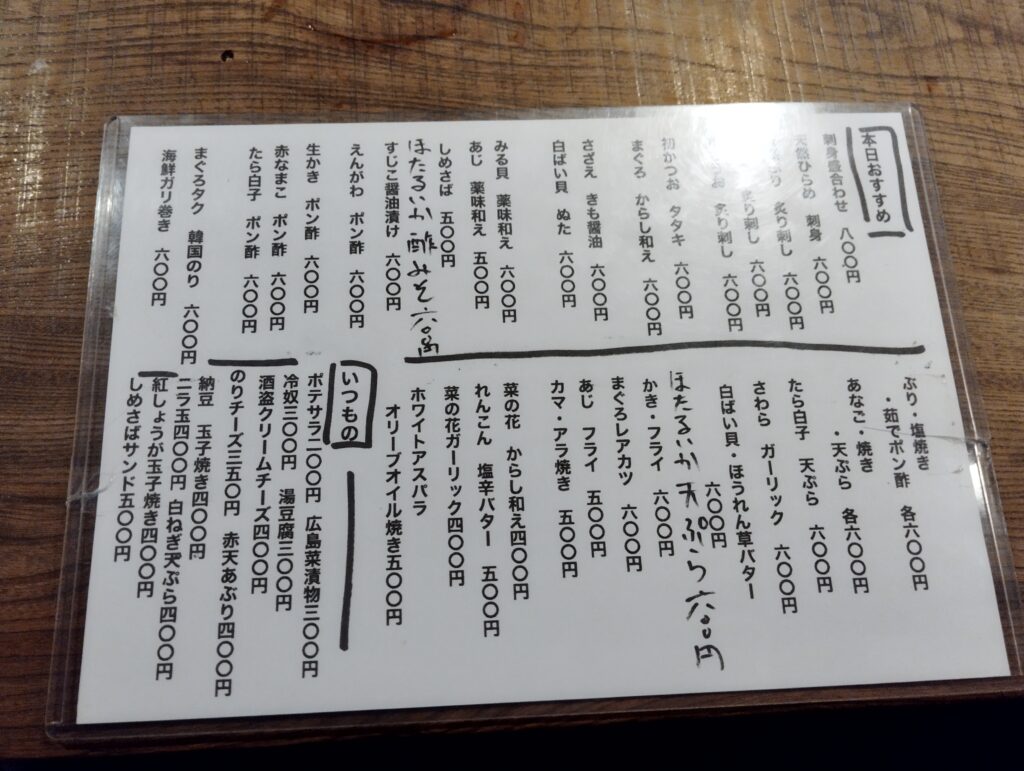 本日おすすめ
刺身盛合わせ 八〇〇円
天然ひらめ 刺身 六〇〇円
炙り刺し 六〇〇円
炙り刺し 六〇〇円
炙り刺し 六〇〇円
初かつお タタキ 六〇〇円
まぐろ からし和え 六〇〇円
さざえ きも醤油 六〇〇円
白ばい貝 ぬた 六〇〇円
みる貝 薬味和え 六〇〇円
あじ 薬味和え 五〇〇円
しめさば 五〇〇円
ほたるいか酢みそ六〇〇円
すじこ醤油漬け 六〇〇円
えんがわ ポン酢 六〇〇円
生かき ポン酢 六〇〇円
赤なまこ ポン酢 六〇〇円
たら白子 ポン酢 六〇〇円
まぐろタク 韓国のり 六〇〇円
海鮮ガリ巻き 六〇〇円
ぶり・塩焼き
・茹でポン酢 各六〇〇円
あなご・焼き
・天ぷら 各六〇〇円
たら白子 天ぷら 六〇〇円
さわら ガーリック 六〇〇円
白ばい貝・ほうれん草バター
六〇〇円
ほたるいか天ぷら六〇〇円
かき・フライ 六〇〇円
まぐろレアカツ 六〇〇円
あじ フライ 五〇〇円
カマ・アラ焼き 五〇〇円
菜の花 からし和え四〇〇円
れんこん 塩辛バター 五〇〇円
菜の花ガーリック四〇〇円
ホワイトアスパラ
オリーブオイル焼き五〇〇円
いつもの
ポテサラ二〇〇円 広島菜漬物三〇〇円
冷奴三〇〇円 湯豆腐三〇〇円
酒盗クリームチーズ四〇〇円
のりチーズ三五〇円 赤天あぶり四〇〇円
納豆 玉子焼き四〇〇円
ニラ玉四〇〇円 白ねぎ天ぷら四〇〇円
紅しょうが玉子焼き四〇〇円
しめさばサンド五〇〇円